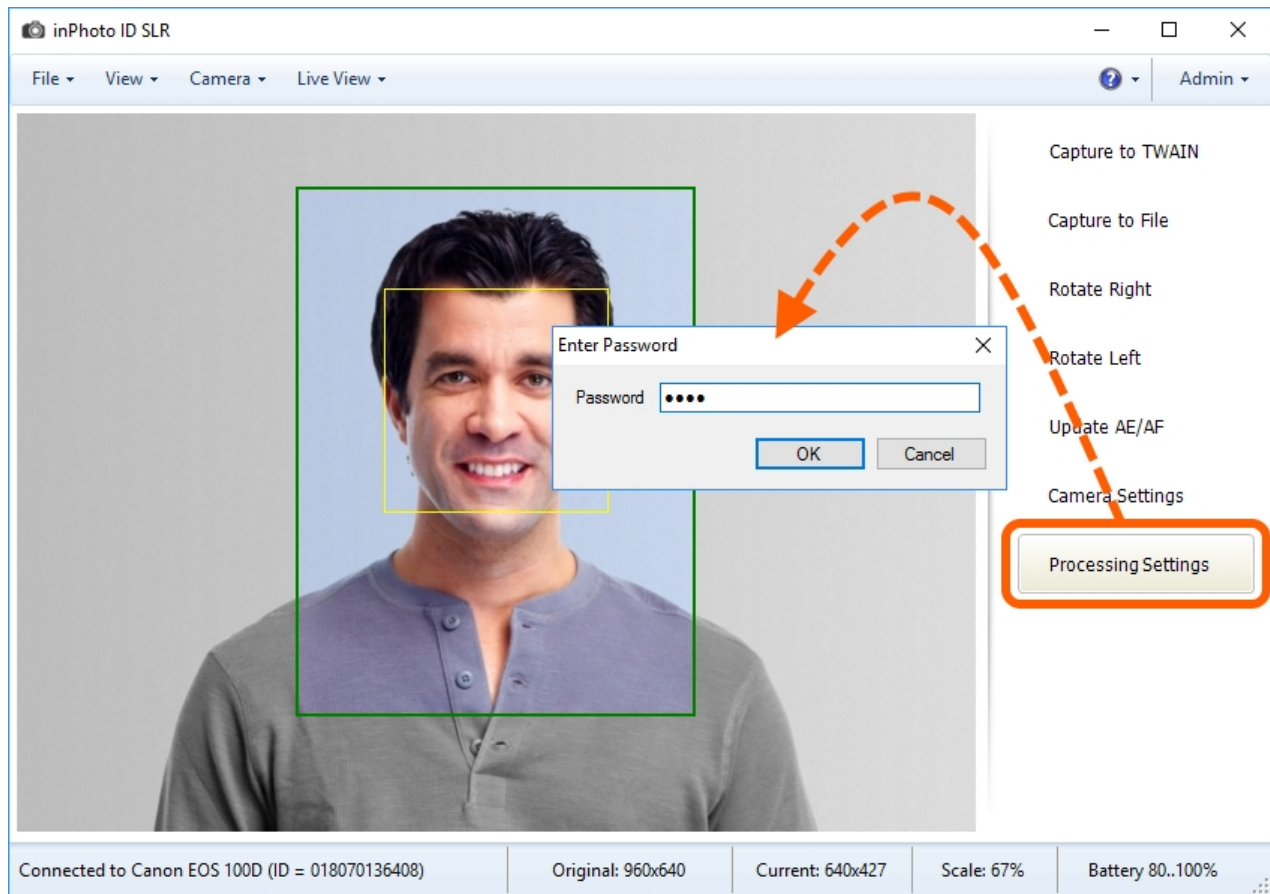 inPhoto ID SLR
File View Camera Live View ? Admin
Capture to TWAIN
Capture to File
Rotate Right
Rotate Left
Update AE/AF
Camera Settings
Processing Settings
Enter Password
Password ••••
OK Cancel
Connected to Canon EOS 100D (ID = 018070136408) Original: 960x640 Current: 640x427 Scale: 67% Battery 80..100%